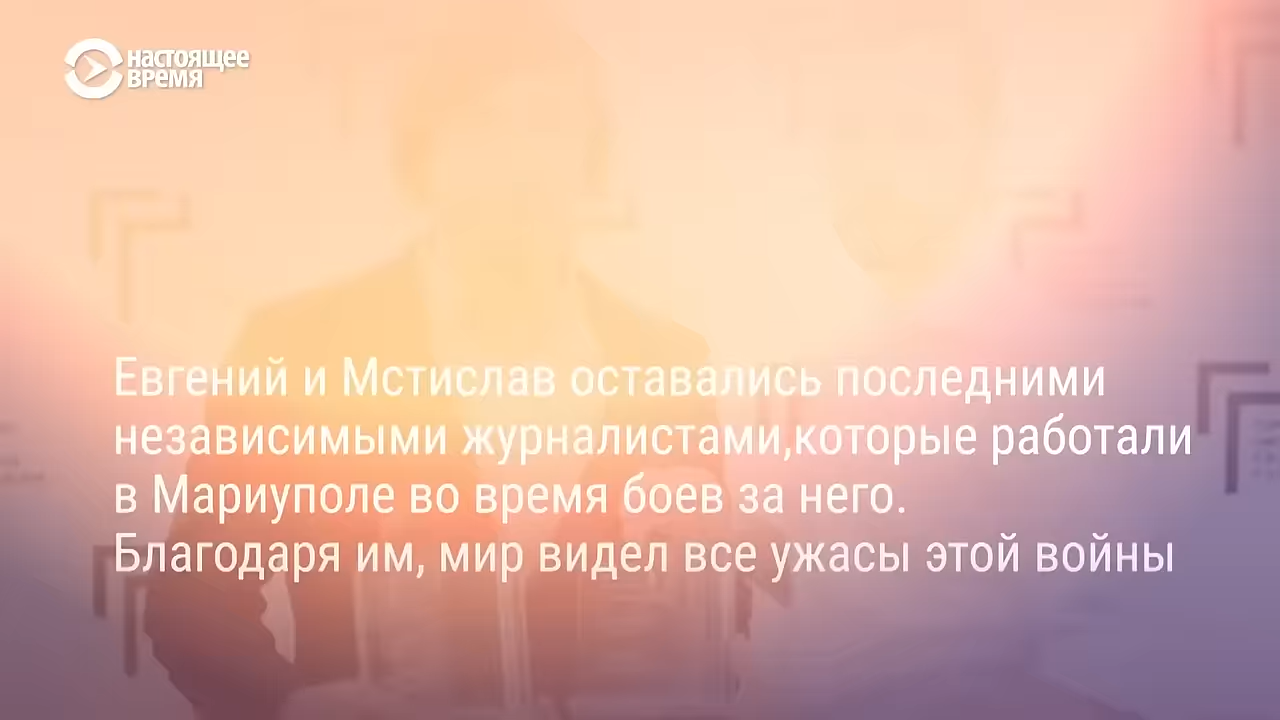 НАСТОЯЩЕЕ
ВРЕМЯ
Евгений и Мстислав оставались последними
независимыми журналистами,которые работали
в Мариуполе во время боев за него.
Благодаря им, мир видел все ужасы этой войны